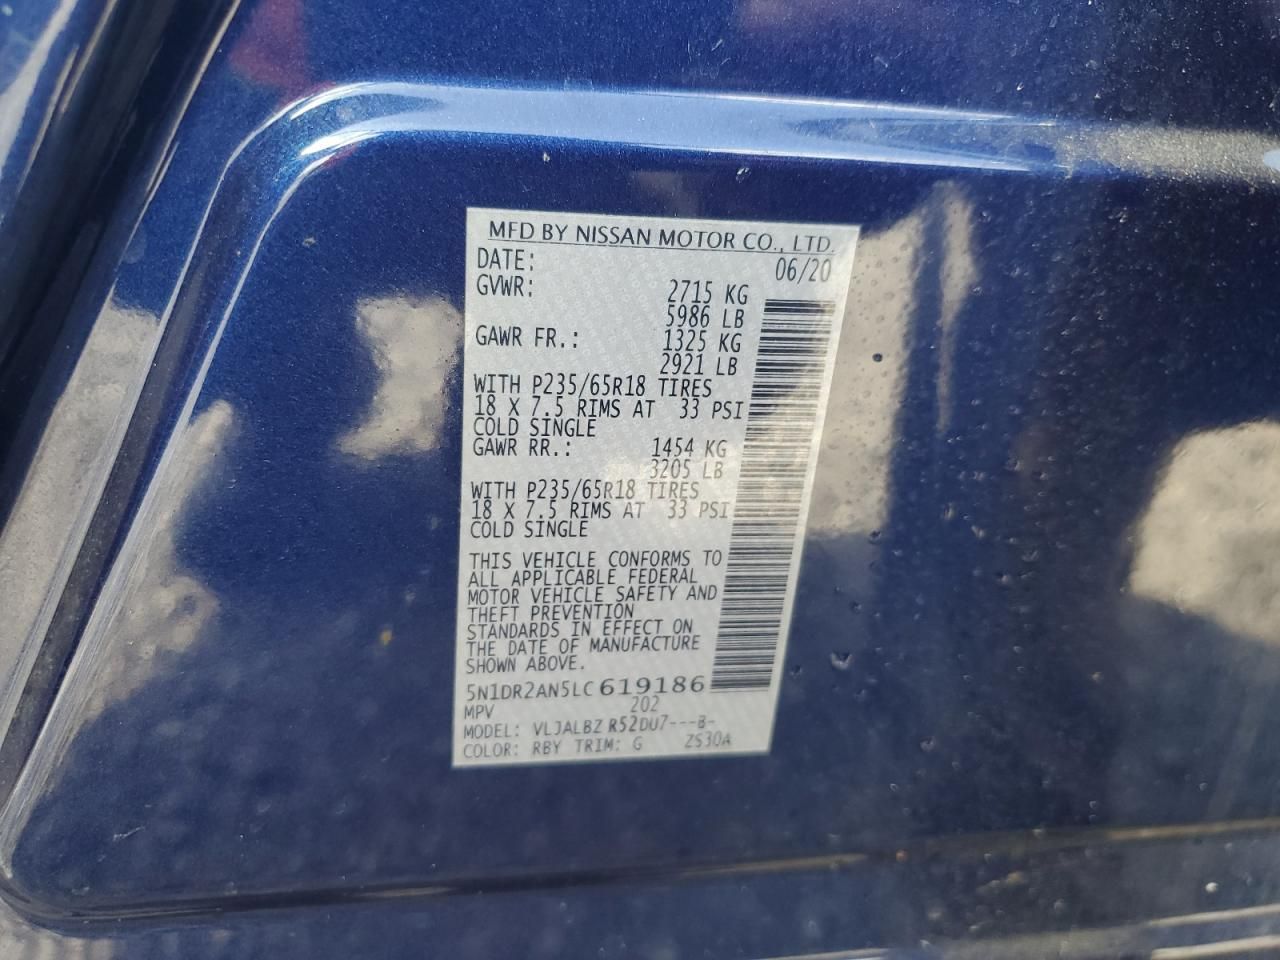 MFD BY NISSAN MOTOR CO., LTD.
DATE: 06/20
GVWR: 2715 KG
5986 LB
GAWR FR.: 1325 KG
2921 LB
WITH P235/65R18 TIRES
18 X 7.5 RIMS AT 33 PSI
COLD SINGLE
GAWR RR.: 1454 KG
3205 LB
WITH P235/65R18 TIRES
18 X 7.5 RIMS AT 33 PSI
COLD SINGLE
THIS VEHICLE CONFORMS TO
ALL APPLICABLE FEDERAL
MOTOR VEHICLE SAFETY AND
THEFT PREVENTION
STANDARDS IN EFFECT ON
THE DATE OF MANUFACTURE
SHOWN ABOVE.
5N1DR2AN5LC619186
MPV 202
MODEL: VLJALBZ R52DU7---B-
COLOR: RBY TRIM: G ZS30A